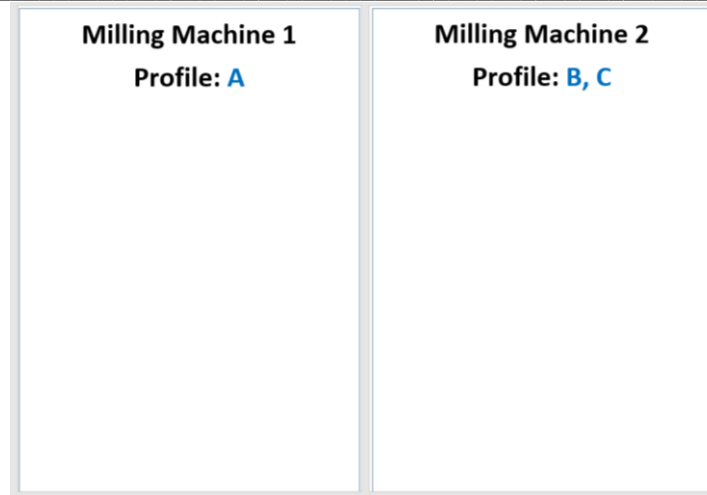 Milling Machine 1
Profile: A
Milling Machine 2
Profile: B, C